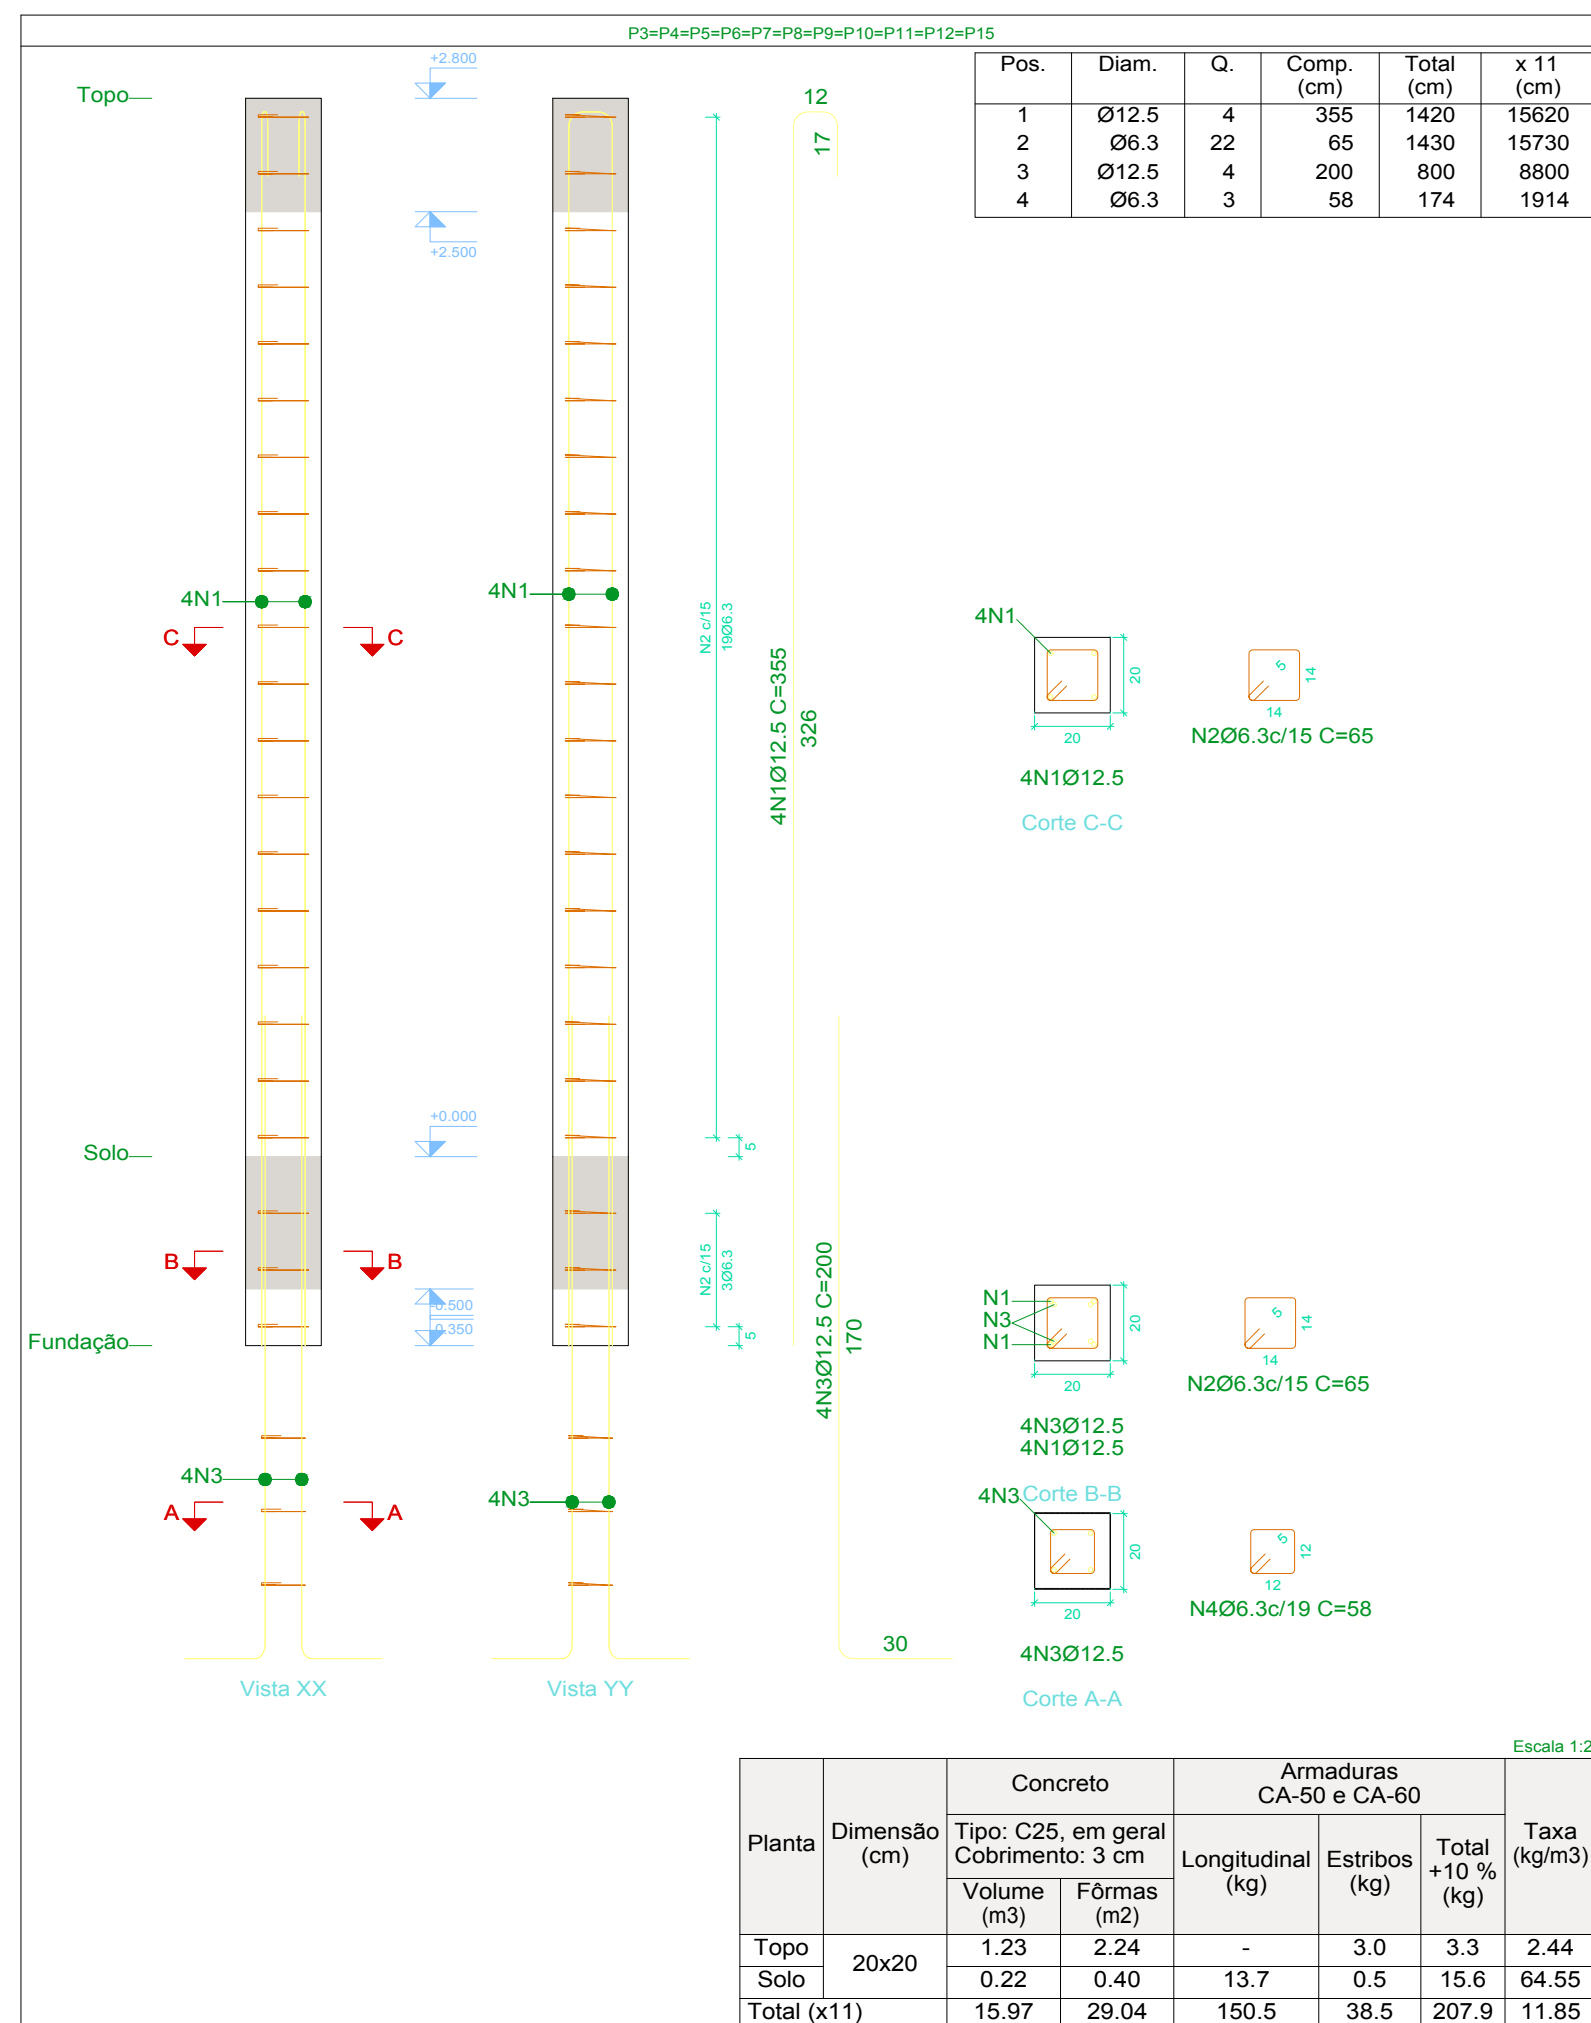 P3=P4=P5=P6=P7=P8=P9=P10=P11=P12=P15
Pos. Diam. Q. Comp. (cm) Total (cm) x 11 (cm)
1 Ø12.5 4 355 1420 15620
2 Ø6.3 22 65 1430 15730
3 Ø12.5 4 200 800 8800
4 Ø6.3 3 58 174 1914
Topo
+2.800
+2.500
12
17
4N1
4N1
C
C
N2 c/15
19Ø6.3
4N1Ø12.5 C=355
326
4N1
20
20
4N1Ø12.5
Corte C-C
5
14
14
N2Ø6.3c/15 C=65
Solo
+0.000
5
B
B
-0.500
-0.350
N2 c/15
3Ø6.3
5
Fundação
4N3Ø12.5 C=200
170
N1
N3
N1
20
20
4N3Ø12.5
4N1Ø12.5
Corte B-B
5
14
14
N2Ø6.3c/15 C=65
4N3
4N3
A
A
4N3
20
20
4N3Ø12.5
Corte A-A
5
12
12
N4Ø6.3c/19 C=58
30
Vista XX
Vista YY
Escala 1:2
Planta
Dimensão (cm)
Concreto
Tipo: C25, em geral
Cobrimento: 3 cm
Volume (m3)
Fôrmas (m2)
Armaduras
CA-50 e CA-60
Longitudinal (kg)
Estribos (kg)
Total +10 % (kg)
Taxa (kg/m3)
Topo 20x20 1.23 2.24 - 3.0 3.3 2.44
Solo 0.22 0.40 13.7 0.5 15.6 64.55
Total (x11) 15.97 29.04 150.5 38.5 207.9 11.85